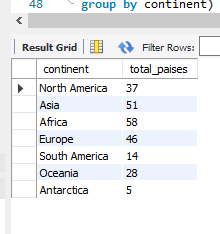 48 group by continent)
Result Grid Filter Rows:
continent total_paises
North America 37
Asia 51
Africa 58
Europe 46
South America 14
Oceania 28
Antarctica 5